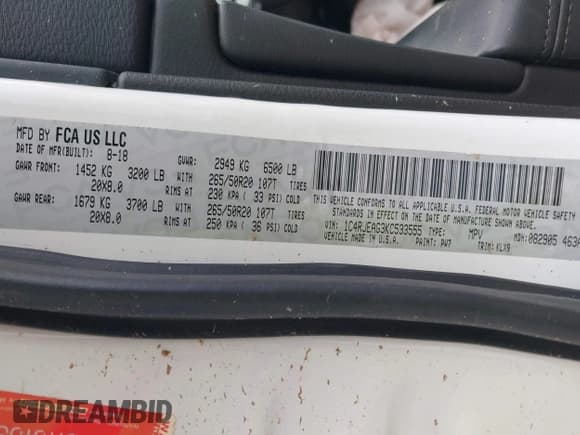 MFD BY FCA US LLC
DATE OF MFR(BUILT): 8-18 GVWR: 2949 KG 6500 LB
GAWR FRONT: 1452 KG 3200 LB 265/50R20 107T TIRES
20X8.0 RIMS AT 230 KPA ( 33 PSI) COLD
GAWR REAR: 1679 KG 3700 LB 265/50R20 107T TIRES
20X8.0 RIMS AT 250 KPA ( 36 PSI) COLD
THIS VEHICLE CONFORMS TO ALL APPLICABLE U.S.A. FEDERAL MOTOR VEHICLE SAFETY
STANDARDS IN EFFECT ON THE DATE OF MANUFACTURE SHOWN ABOVE.
VIN: 1C4RJEAG3KC533555 TYPE: MPV MDH:082905 463A
MADE IN U.S.A. PAINT: PW7 TRIM: KLX9
DREAMBID